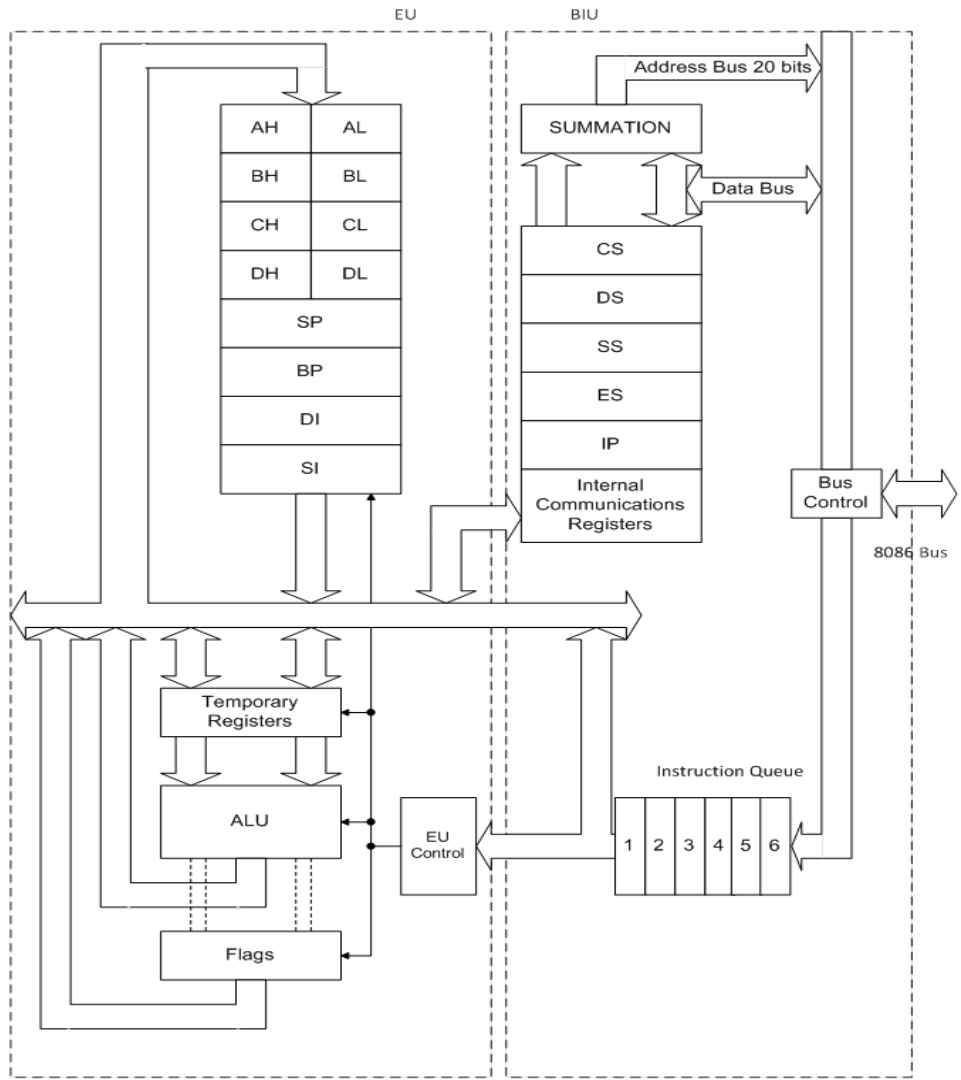 EU
BIU
Address Bus 20 bits
SUMMATION
Data Bus
AH AL
BH BL
CH CL
DH DL
SP
BP
DI
SI
CS
DS
SS
ES
IP
Internal
Communications
Registers
Bus
Control
8086 Bus
Temporary
Registers
ALU
EU
Control
Flags
Instruction Queue
1 2 3 4 5 6